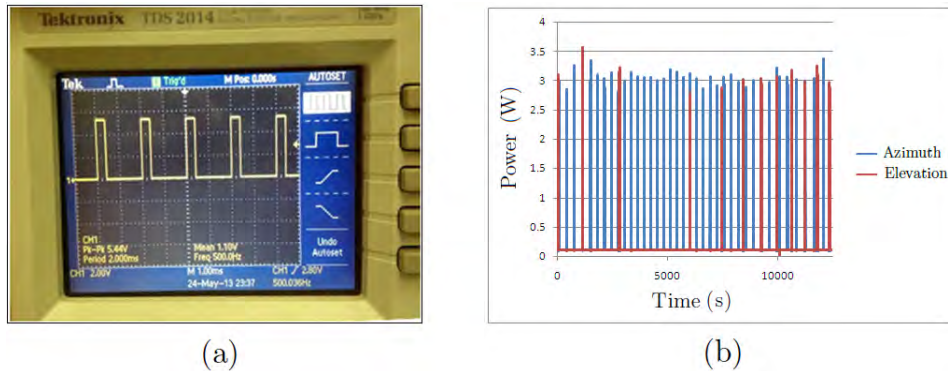 Tektronix TDS 2014
Tek Trig'd M Pos: 0.000s AUTOSET
CH1
Pk-Pk 5.44V Mean 1.10V
Period 2.000ms Freq 500.0Hz
Undo
Autoset
CH1 2.00V M 1.00ms CH1 / 2.80V
24-May-13 23:37 500.036Hz
(a)
4
3.5
3
2.5
2
1.5
1
0.5
0
Power (W)
0 5000 10000
Time (s)
Azimuth
Elevation
(b)